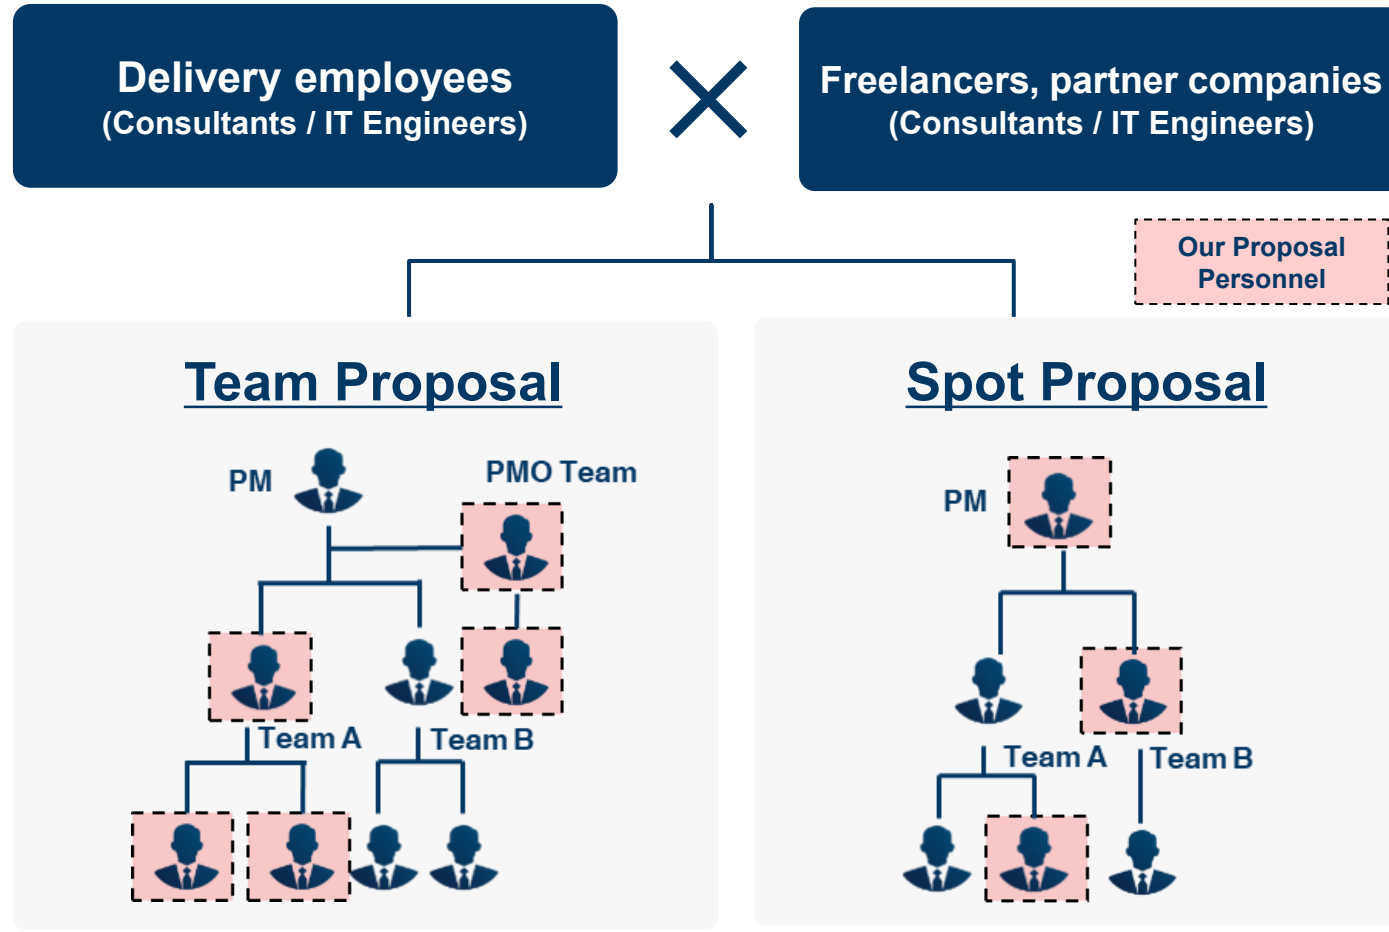 Delivery employees
(Consultants / IT Engineers)
Freelancers, partner companies
(Consultants / IT Engineers)
Our Proposal
Personnel
Team Proposal
PM
PMO Team
Team A
Team B
Spot Proposal
PM
Team A
Team B